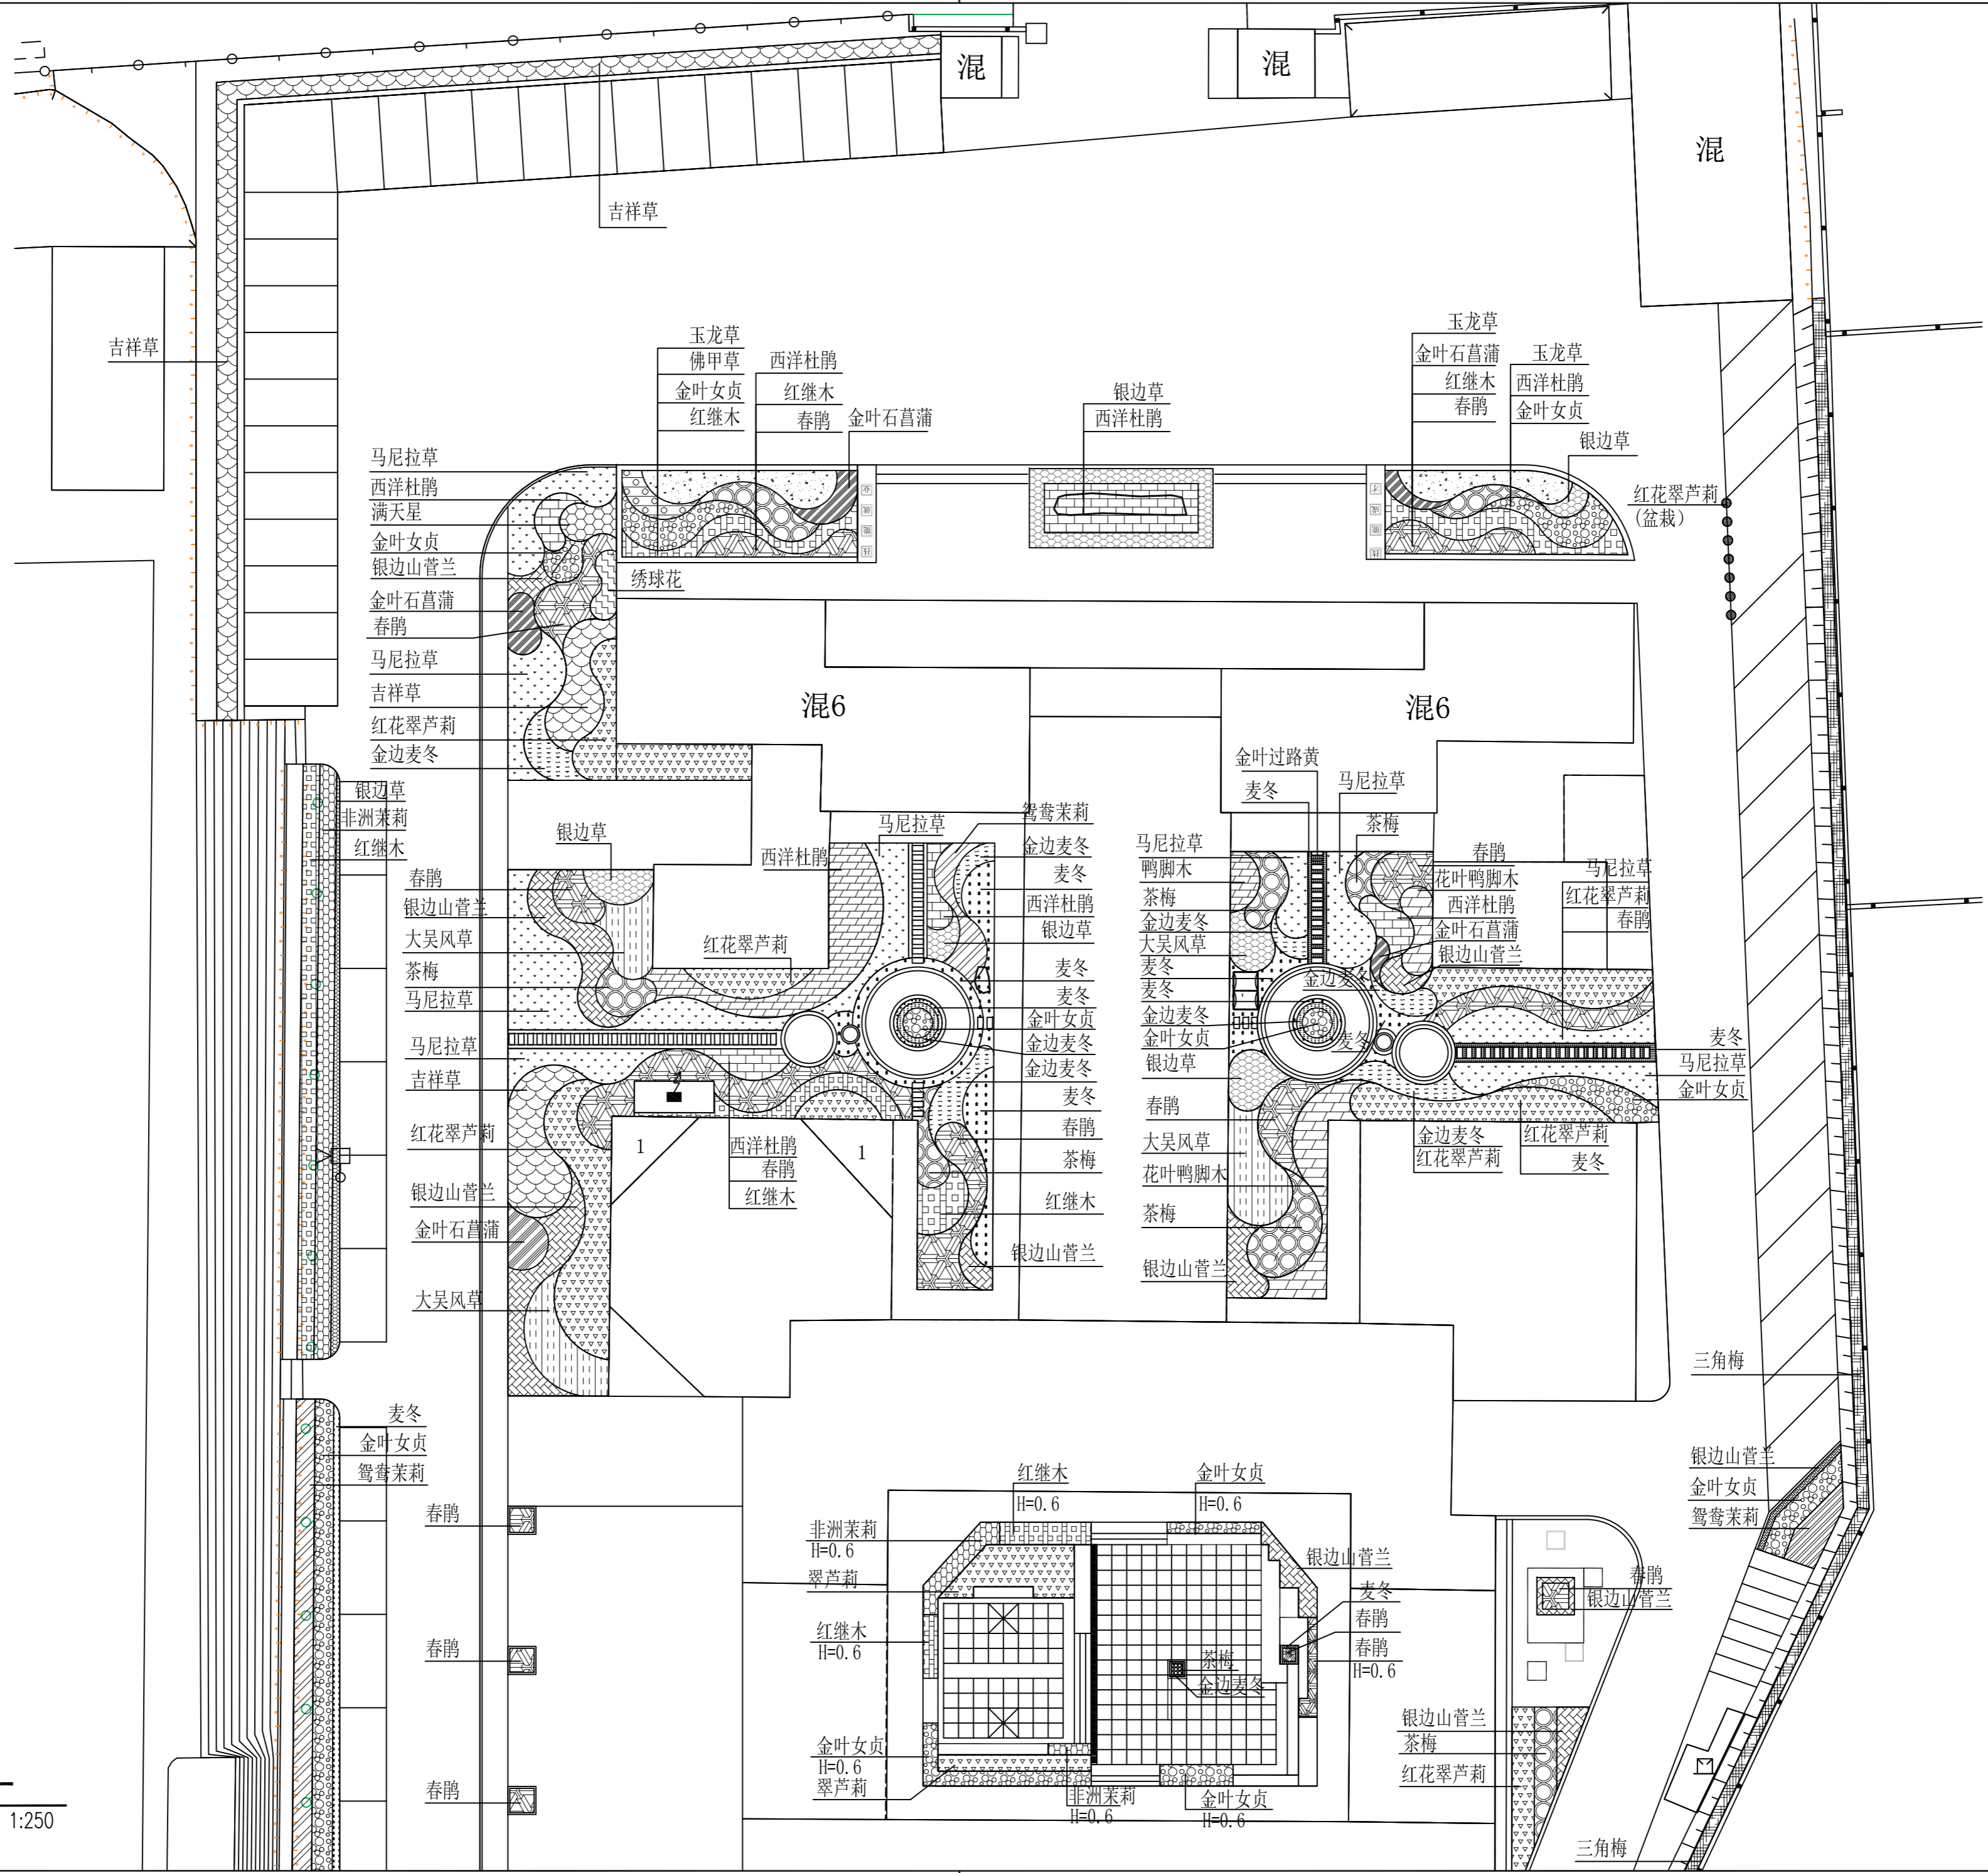 混
混
混
吉祥草
吉祥草
玉龙草
佛甲草
金叶女贞
红继木
西洋杜鹃
红继木
春鹃
金叶石菖蒲
银边草
西洋杜鹃
玉龙草
金叶石菖蒲
红继木
春鹃
玉龙草
西洋杜鹃
金叶女贞
银边草
红花翠芦莉
(盆栽)
马尼拉草
西洋杜鹃
满天星
金叶女贞
银边山菅兰
金叶石菖蒲
春鹃
马尼拉草
吉祥草
红花翠芦莉
金边麦冬
绣球花
混6
混6
银边草
非洲茉莉
红继木
银边草
春鹃
银边山菅兰
大吴风草
茶梅
马尼拉草
马尼拉草
吉祥草
红花翠芦莉
银边山菅兰
金叶石菖蒲
大吴风草
西洋杜鹃
马尼拉草
红花翠芦莉
鸳鸯茉莉
金边麦冬
麦冬
西洋杜鹃
银边草
麦冬
麦冬
金叶女贞
金边麦冬
金边麦冬
麦冬
春鹃
茶梅
红继木
银边山菅兰
1
1
西洋杜鹃
春鹃
红继木
金叶过路黄
麦冬
马尼拉草
茶梅
马尼拉草
鸭脚木
茶梅
金边麦冬
大吴风草
麦冬
麦冬
金边麦冬
金叶女贞
银边草
春鹃
大吴风草
花叶鸭脚木
茶梅
银边山菅兰
春鹃
花叶鸭脚木
西洋杜鹃
金叶石菖蒲
银边山菅兰
金边麦冬
麦冬
马尼拉草
红花翠芦莉
春鹃
麦冬
马尼拉草
金叶女贞
金边麦冬
红花翠芦莉
红花翠芦莉
麦冬
三角梅
麦冬
金叶女贞
鸳鸯茉莉
春鹃
春鹃
春鹃
红继木
H=0.6
金叶女贞
H=0.6
非洲茉莉
H=0.6
翠芦莉
红继木
H=0.6
金叶女贞
H=0.6
翠芦莉
银边山菅兰
麦冬
春鹃
春鹃
H=0.6
茶梅
金边麦冬
非洲茉莉
H=0.6
金叶女贞
H=0.6
银边山菅兰
金叶女贞
鸳鸯茉莉
春鹃
银边山菅兰
银边山菅兰
茶梅
红花翠芦莉
三角梅
1:250